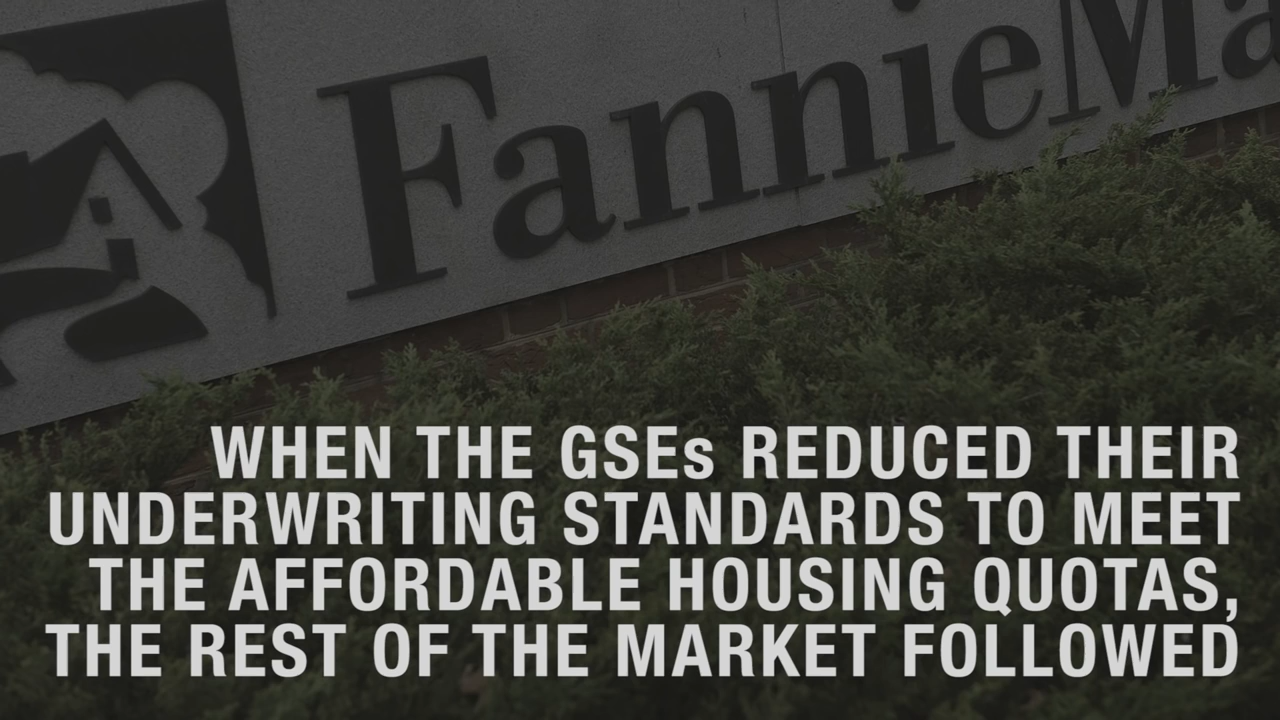 FannieMa
WHEN THE GSEs REDUCED THEIR
UNDERWRITING STANDARDS TO MEET
THE AFFORDABLE HOUSING QUOTAS,
THE REST OF THE MARKET FOLLOWED